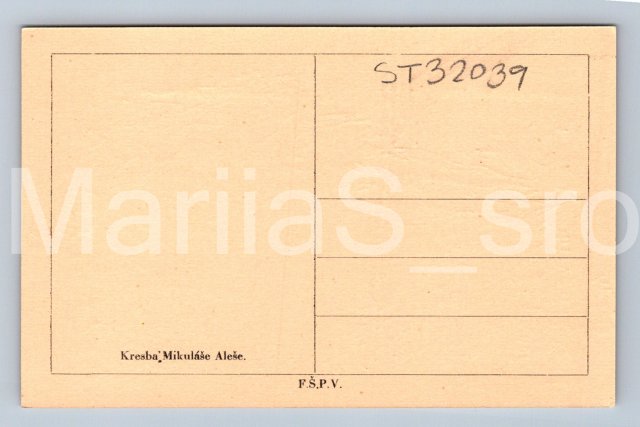 ST32039
MariiaS_sro
Kresba Mikuláše Aleše.
F.Š.P.V.